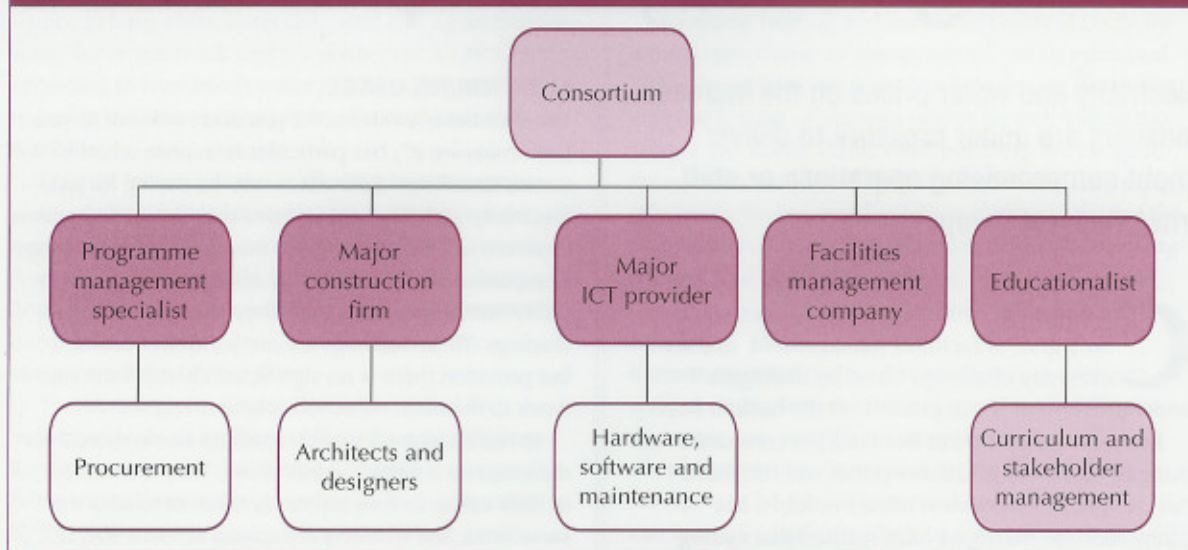 Consortium
Programme
management
specialist
Major
construction
firm
Major
ICT provider
Facilities
management
company
Educationalist
Procurement
Architects and
designers
Hardware,
software and
maintenance
Curriculum and
stakeholder
management